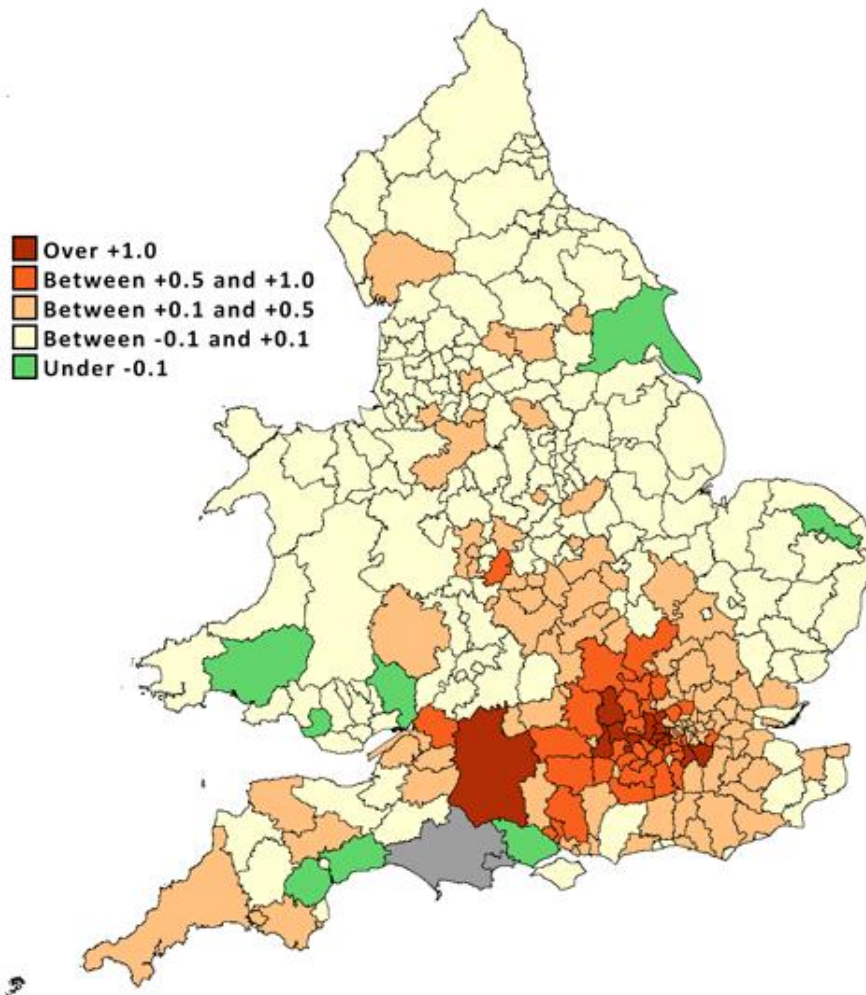 Over +1.0
Between +0.5 and +1.0
Between +0.1 and +0.5
Between -0.1 and +0.1
Under -0.1